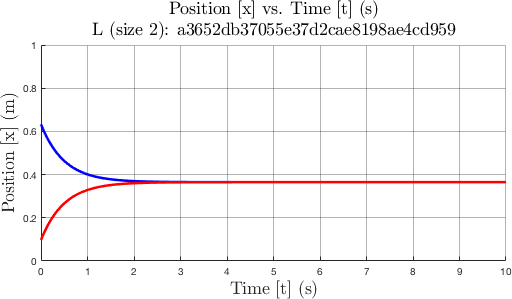 Position [x] vs. Time [t] (s)
L (size 2): a3652db37055e37d2cae8198ae4cd959
Position [x] (m)
1
0.8
0.6
0.4
0.2
0
0 1 2 3 4 5 6 7 8 9 10
Time [t] (s)